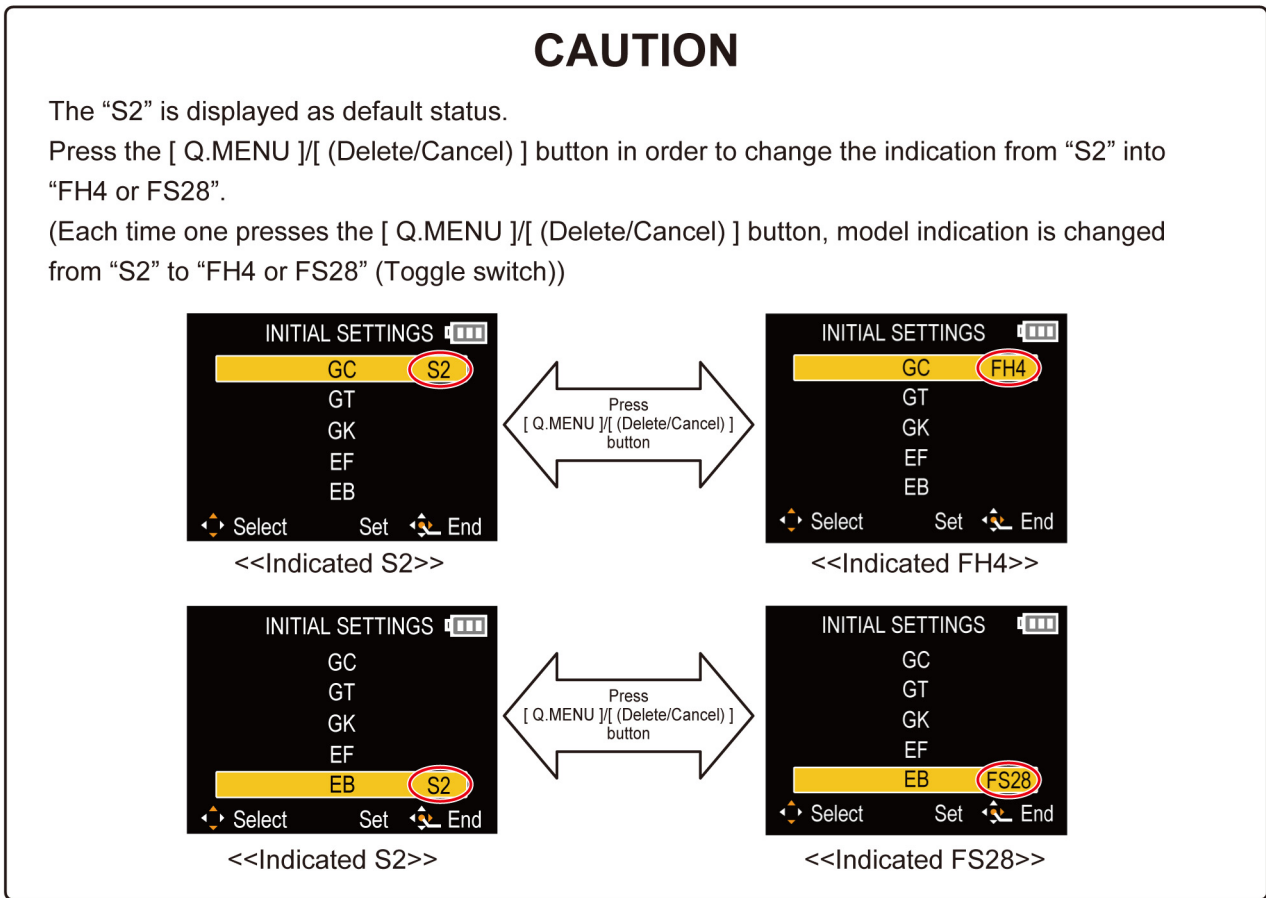 CAUTION
The “S2” is displayed as default status.
Press the [ Q.MENU ]/[ (Delete/Cancel) ] button in order to change the indication from “S2” into
“FH4 or FS28”.
(Each time one presses the [ Q.MENU ]/[ (Delete/Cancel) ] button, model indication is changed
from “S2” to “FH4 or FS28” (Toggle switch))
INITIAL SETTINGS
GC S2
GT
GK
EF
EB
Select Set End
<<Indicated S2>>
Press
[ Q.MENU ]/[ (Delete/Cancel) ]
button
INITIAL SETTINGS
GC FH4
GT
GK
EF
EB
Select Set End
<<Indicated FH4>>
INITIAL SETTINGS
GC
GT
GK
EF
EB S2
Select Set End
<<Indicated S2>>
Press
[ Q.MENU ]/[ (Delete/Cancel) ]
button
INITIAL SETTINGS
GC
GT
GK
EF
EB FS28
Select Set End
<<Indicated FS28>>